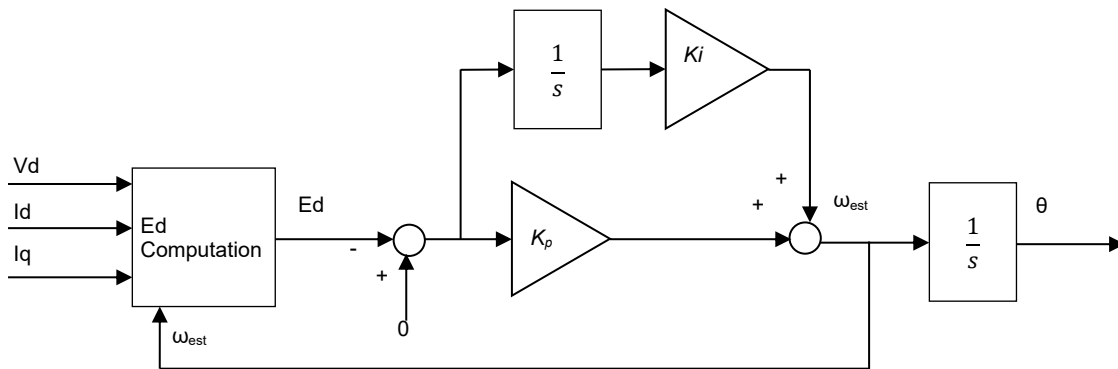 1
s
Ki
Vd
Id
Iq
Ed
Computation
Ed
-
+
0
Kp
+
+
ωest
1
s
θ
ωest